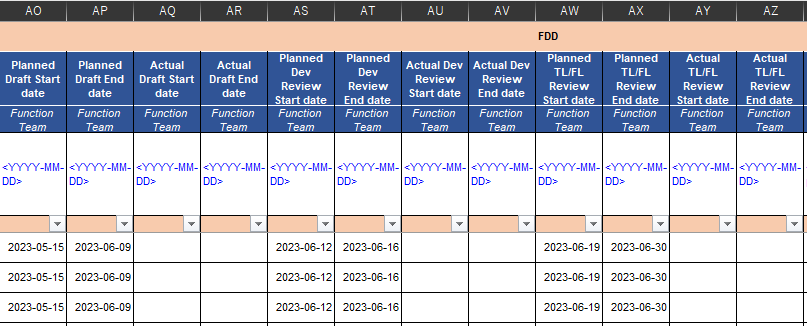 AO AP AQ AR AS AT AU AV AW AX AY AZ
FDD
Planned Draft Start date
Planned Draft End date
Actual Draft Start date
Actual Draft End date
Planned Dev Review Start date
Planned Dev Review End date
Actual Dev Review Start date
Actual Dev Review End date
Planned TL/FL Review Start date
Planned TL/FL Review End date
Actual TL/FL Review Start date
Actual TL/FL Review End date
Function Team Function Team Function Team Function Team Function Team Function Team Function Team Function Team Function Team Function Team Function Team Function Team
<YYYY-MM-DD> <YYYY-MM-DD> <YYYY-MM-DD> <YYYY-MM-DD> <YYYY-MM-DD> <YYYY-MM-DD> <YYYY-MM-DD> <YYYY-MM-DD> <YYYY-MM-DD> <YYYY-MM-DD> <YYYY-MM-DD> <YYYY-MM-DD>
2023-05-15 2023-06-09 2023-06-12 2023-06-16 2023-06-19 2023-06-30
2023-05-15 2023-06-09 2023-06-12 2023-06-16 2023-06-19 2023-06-30
2023-05-15 2023-06-09 2023-06-12 2023-06-16 2023-06-19 2023-06-30